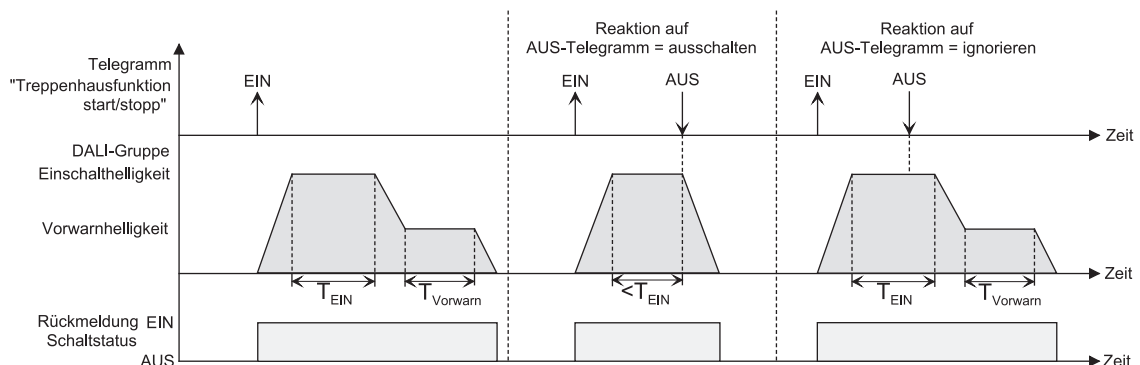 Reaktion auf
AUS-Telegramm = ausschalten
Reaktion auf
AUS-Telegramm = ignorieren
Telegramm
"Treppenhausfunktion
start/stopp"
EIN
EIN
AUS
EIN
AUS
Zeit
DALI-Gruppe
Einschalthelligkeit
Vorwarnhelligkeit
Zeit
TEIN
TVorwarn
<TEIN
TEIN
TVorwarn
Rückmeldung
Schaltstatus
EIN
AUS
Zeit